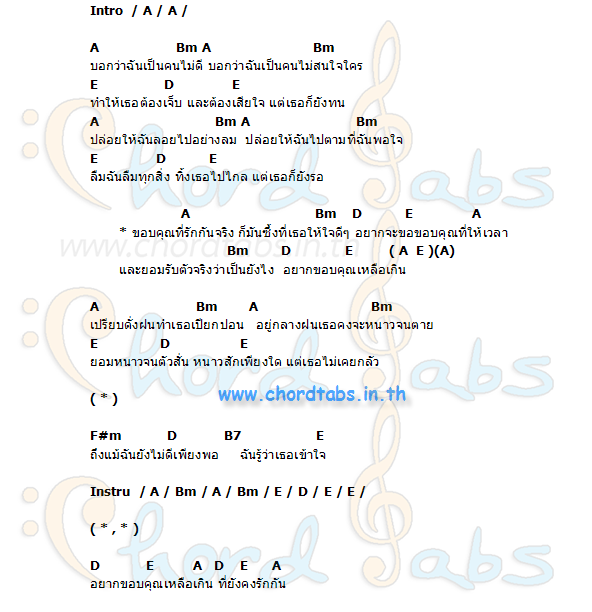 Intro / A / A /
A Bm A Bm
บอกว่าฉันเป็นคนไม่ดี บอกว่าฉันเป็นคนไม่สนใจใคร
E D E
ทำให้เธอต้องเจ็บ และต้องเสียใจ แต่เธอก็ยังทน
A Bm A Bm
ปล่อยให้ฉันลอยไปอย่างลม ปล่อยให้ฉันไปตามที่ฉันพอใจ
E D E
ลืมฉันลืมทุกสิ่ง ทิ้งเธอไปไกล แต่เธอก็ยังรอ
A Bm D E A
* ขอบคุณที่รักกันจริง ก็มันซึ้งที่เธอให้ใจดีๆ อยากจะขอขอบคุณที่ให้เวลา
www.chordtabs.in.th
Bm D E ( A E )(A)
และยอมรับตัวจริงว่าเป็นยังไง อยากขอบคุณเหลือเกิน
A Bm A Bm
เปรียบดั่งฝนทำเธอเปียกปอน อยู่กลางฝนเธอคงจะหนาวจนตาย
E D E
ยอมหนาวจนตัวสั่น หนาวสักเพียงใด แต่เธอไม่เคยกลัว
( * )
www.chordtabs.in.th
F#m D B7 E
ถึงแม้ฉันยังไม่ดีเพียงพอ ฉันรู้ว่าเธอเข้าใจ
Instru / A / Bm / A / Bm / E / D / E / E /
( * , * )
D E A D E A
อยากขอบคุณเหลือเกิน ที่ยังคงรักกัน
Chord Tabs
Chord Tabs
Chord Tabs